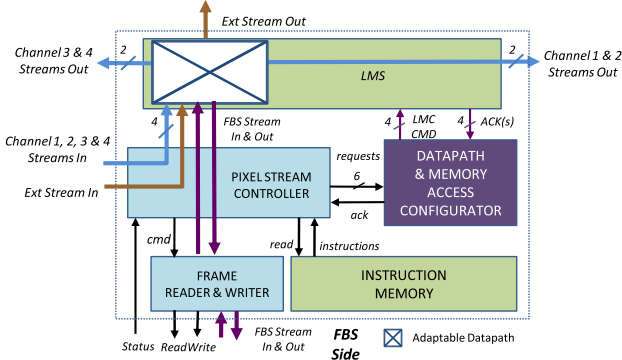 Ext Stream Out
Channel 3 & 4
Streams Out
2
LMS
2
Channel 1 & 2
Streams Out
4
FBS Stream
In & Out
4
LMC
CMD
4
ACK(s)
Channel 1, 2, 3 & 4
Streams In
Ext Stream In
PIXEL STREAM
CONTROLLER
requests
6
ack
DATAPATH
& MEMORY
ACCESS
CONFIGURATOR
cmd
read
instructions
FRAME
READER & WRITER
INSTRUCTION
MEMORY
Status
Read
Write
FBS Stream
In & Out
FBS
Side
Adaptable Datapath